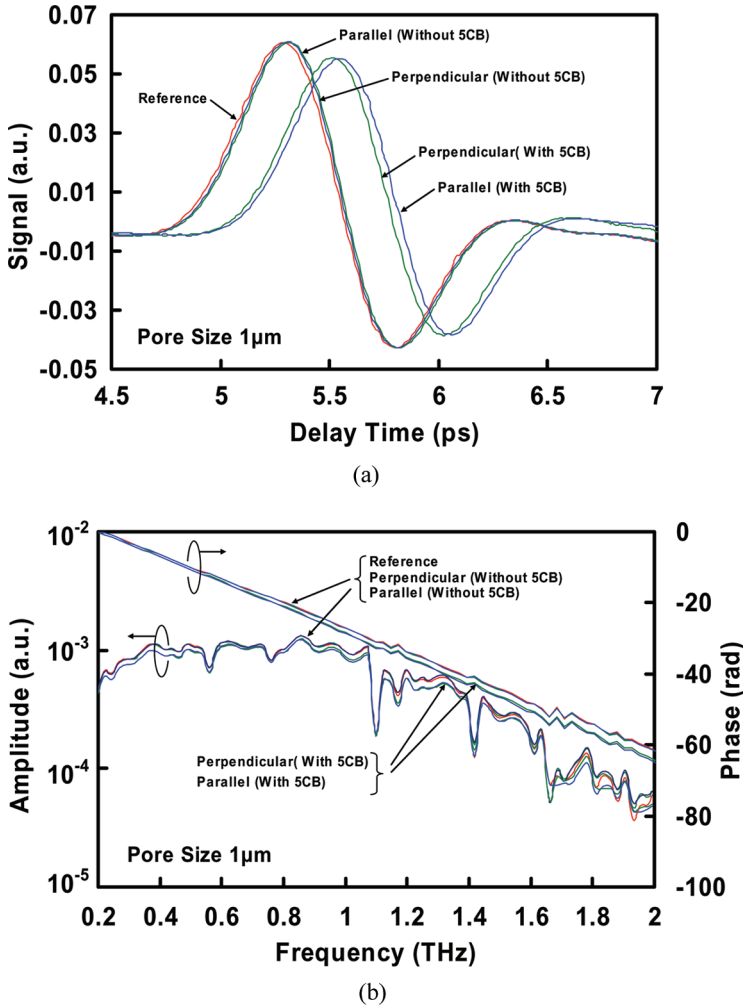 0.07
0.05
0.03
0.01
-0.01
-0.03
-0.05
Signal (a.u.)
Parallel (Without 5CB)
Perpendicular (Without 5CB)
Reference
Perpendicular( With 5CB)
Parallel (With 5CB)
Pore Size 1μm
4.5 5 5.5 6 6.5 7
Delay Time (ps)
(a)
10-2
10-3
10-4
10-5
Amplitude (a.u.)
0
-20
-40
-60
-80
-100
Phase (rad)
Reference
Perpendicular (Without 5CB)
Parallel (Without 5CB)
Perpendicular( With 5CB)
Parallel (With 5CB)
Pore Size 1μm
0.2 0.4 0.6 0.8 1 1.2 1.4 1.6 1.8 2
Frequency (THz)
(b)